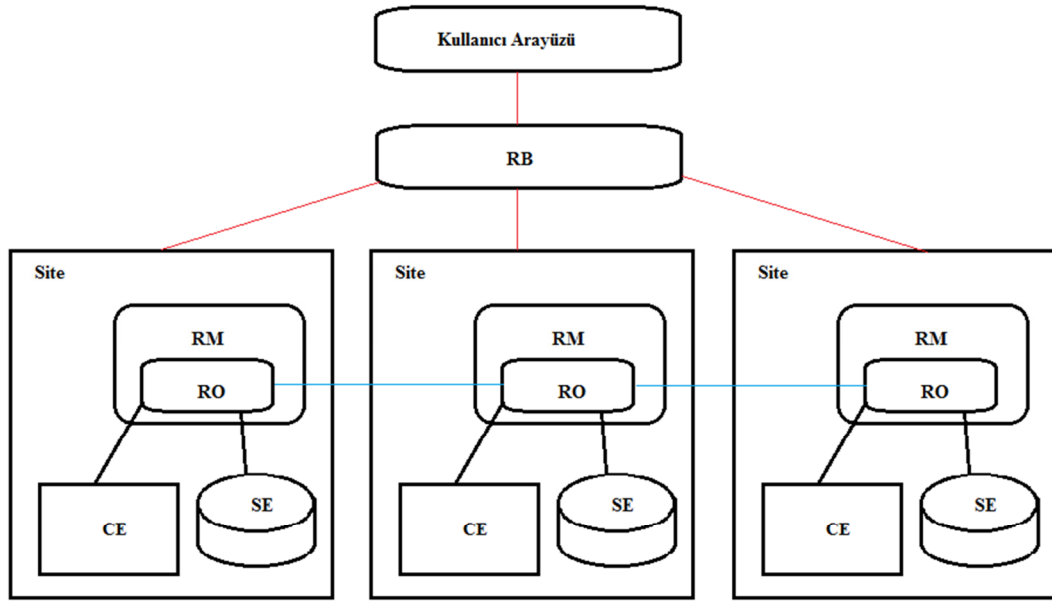 Kullanıcı Arayüzü
RB
Site
RM
RO
CE
SE
Site
RM
RO
CE
SE
Site
RM
RO
CE
SE